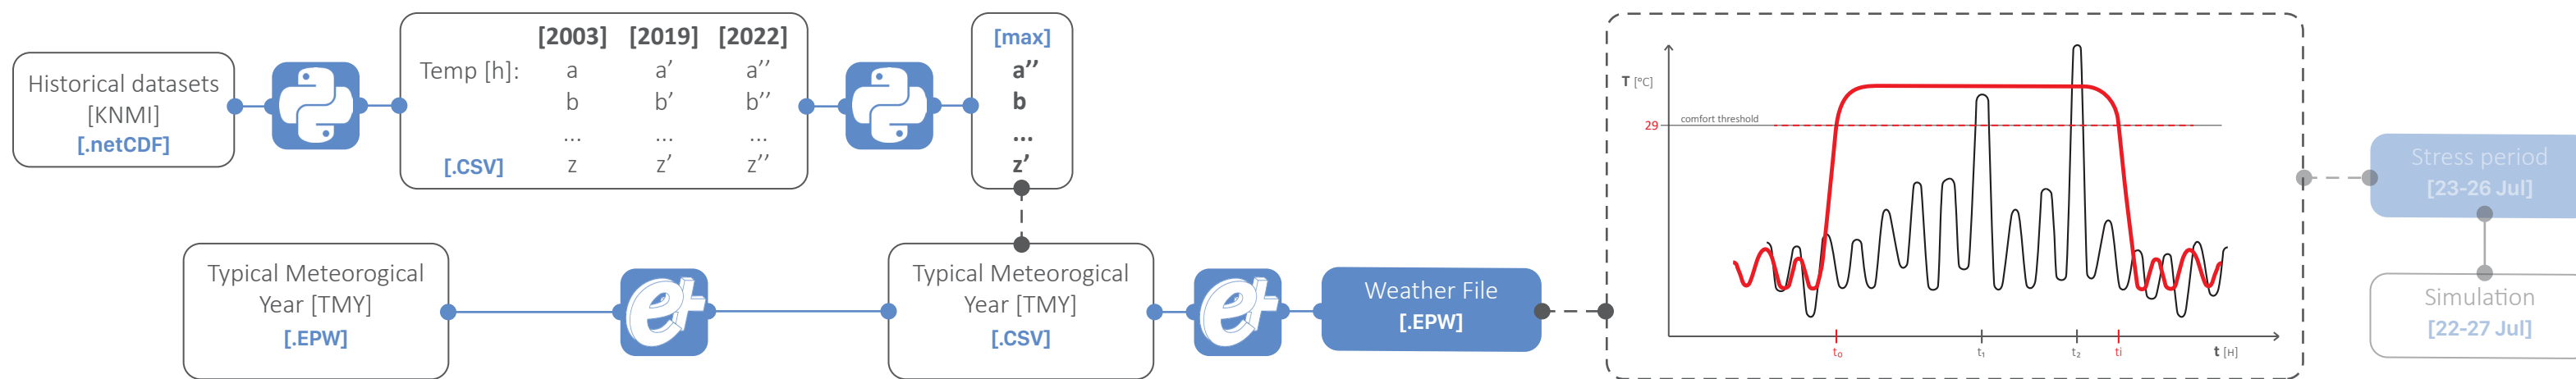 Historical datasets
[KNMI]
[.netCDF]
[2003] [2019] [2022]
Temp [h]: a a’ a’’
b b’ b’’
... ... ...
[.CSV] z z’ z’’
[max]
a’’
b
...
z’
Typical Meteorogical
Year [TMY]
[.EPW]
Typical Meteorogical
Year [TMY]
[.CSV]
Weather File
[.EPW]
T [°C]
29
comfort threshold
t₀ t₁ t₂ ti t [H]
Stress period
[23-26 Jul]
Simulation
[22-27 Jul]